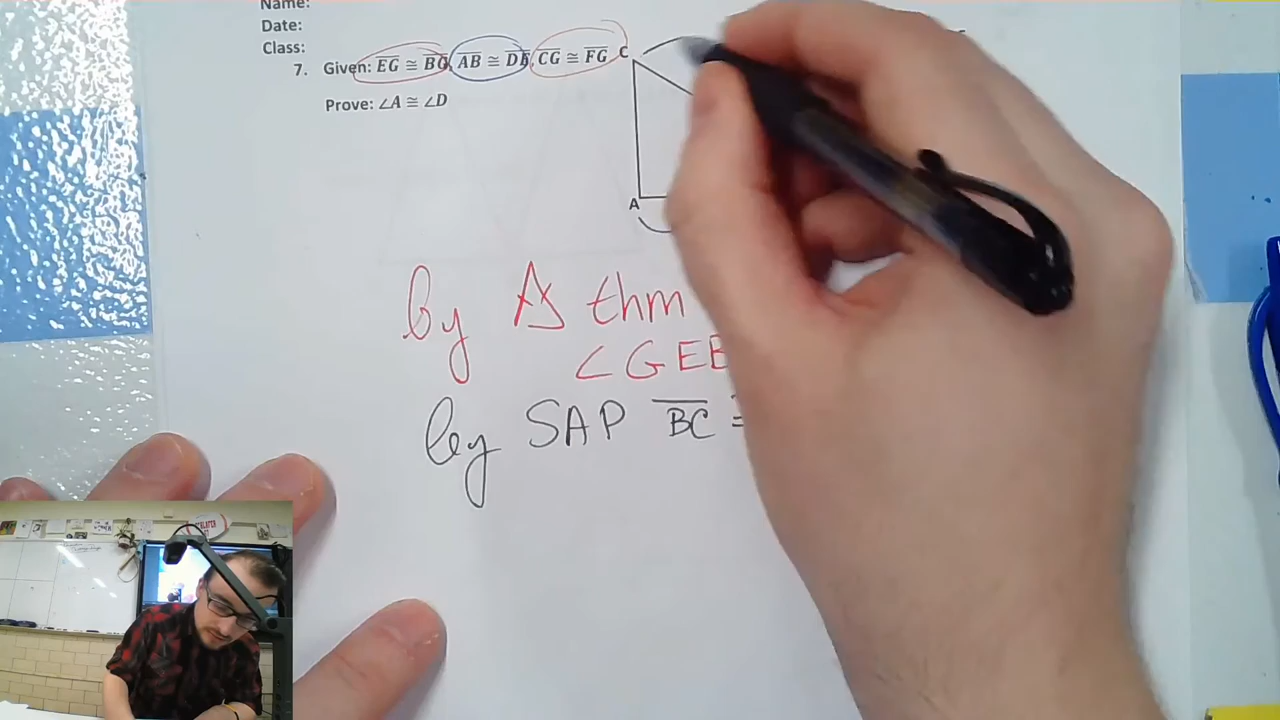 Name:
Date:
Class:
7. Given: EG ≅ BG, AB ≅ DE, CG ≅ FG
Prove: ∠A ≅ ∠D
C
A
by thm
< GEB
by SAP BC ≅